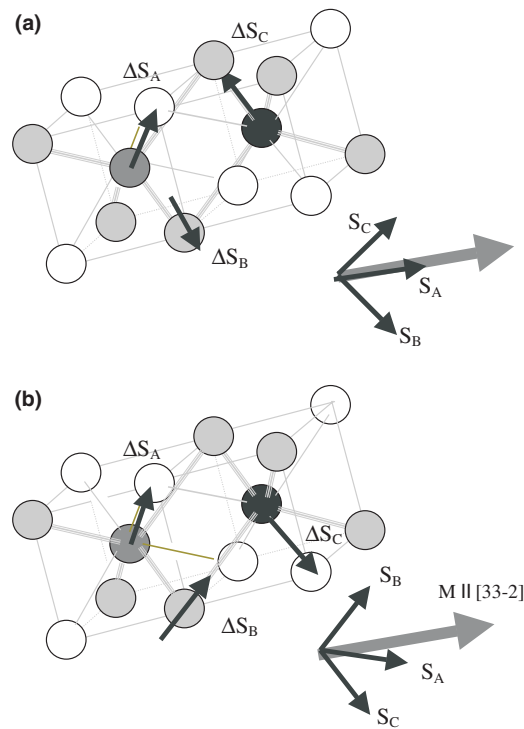 (a)
ΔS_C
ΔS_A
ΔS_B
S_C
S_A
S_B
(b)
ΔS_A
ΔS_C
ΔS_B
S_B
M || [33-2]
S_A
S_C